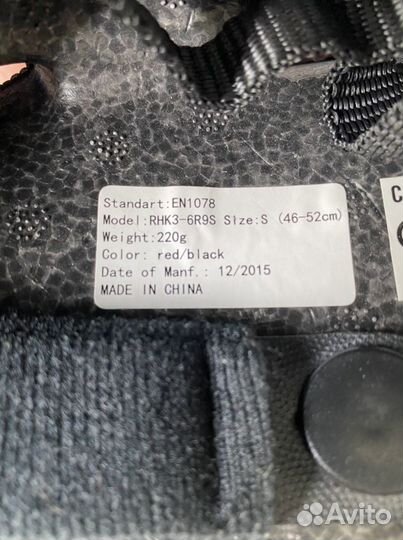 Standart:EN1078
Model:RHK3-6R9S Size:S (46-52cm)
Weight:220g
Color: red/black
Date of Manf.: 12/2015
MADE IN CHINA
C
Avito